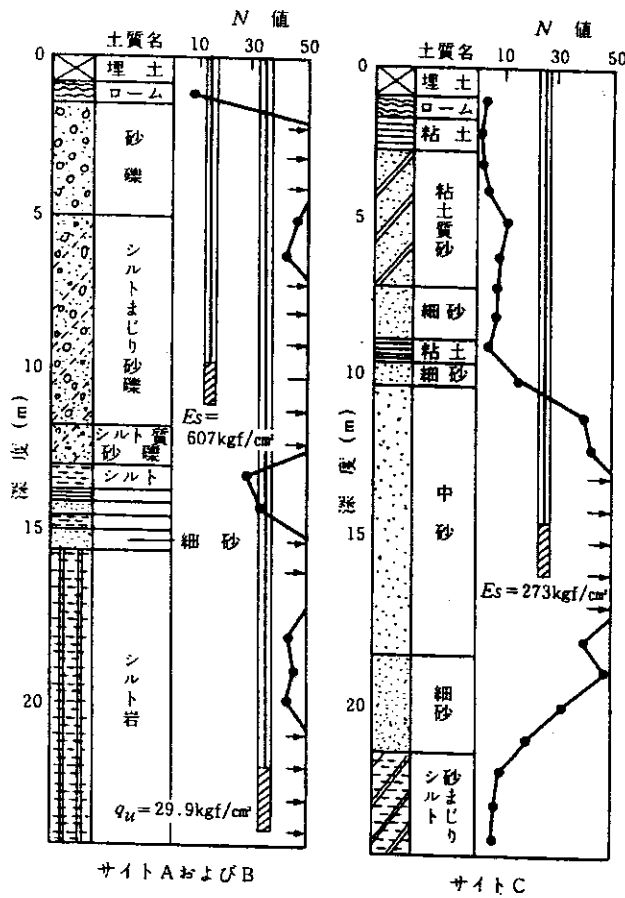 N 値
土質名
10
30
50
0
埋土
ローム
砂礫
5
シルトまじり砂礫
10
深度 (m)
Es=
607kgf/cm²
シルト質
砂礫
シルト
15
細砂
シルト岩
20
qu=29.9kgf/cm²
サイトAおよびB
N 値
土質名
10
50
0
埋土
ローム
粘土
粘土質砂
5
細砂
粘土
10
細砂
深度 (m)
中砂
15
Es=273kgf/cm²
20
細砂
砂まじり
シルト
サイトC